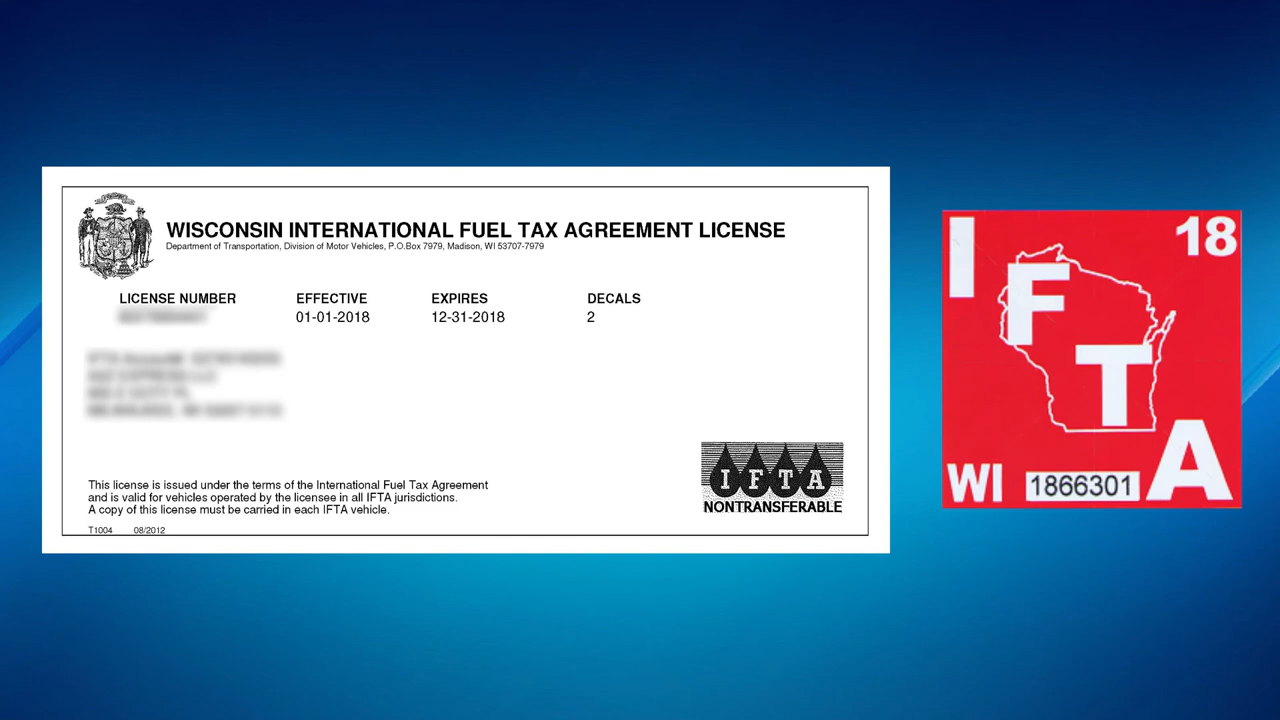 WISCONSIN INTERNATIONAL FUEL TAX AGREEMENT LICENSE
Department of Transportation, Division of Motor Vehicles, P.O.Box 7979, Madison, WI 53707-7979
LICENSE NUMBER EFFECTIVE EXPIRES DECALS
01-01-2018 12-31-2018 2
This license is issued under the terms of the International Fuel Tax Agreement
and is valid for vehicles operated by the licensee in all IFTA jurisdictions.
A copy of this license must be carried in each IFTA vehicle.
T1004 08/2012
IFTA
NONTRANSFERABLE
18
IFTA
WI 1866301